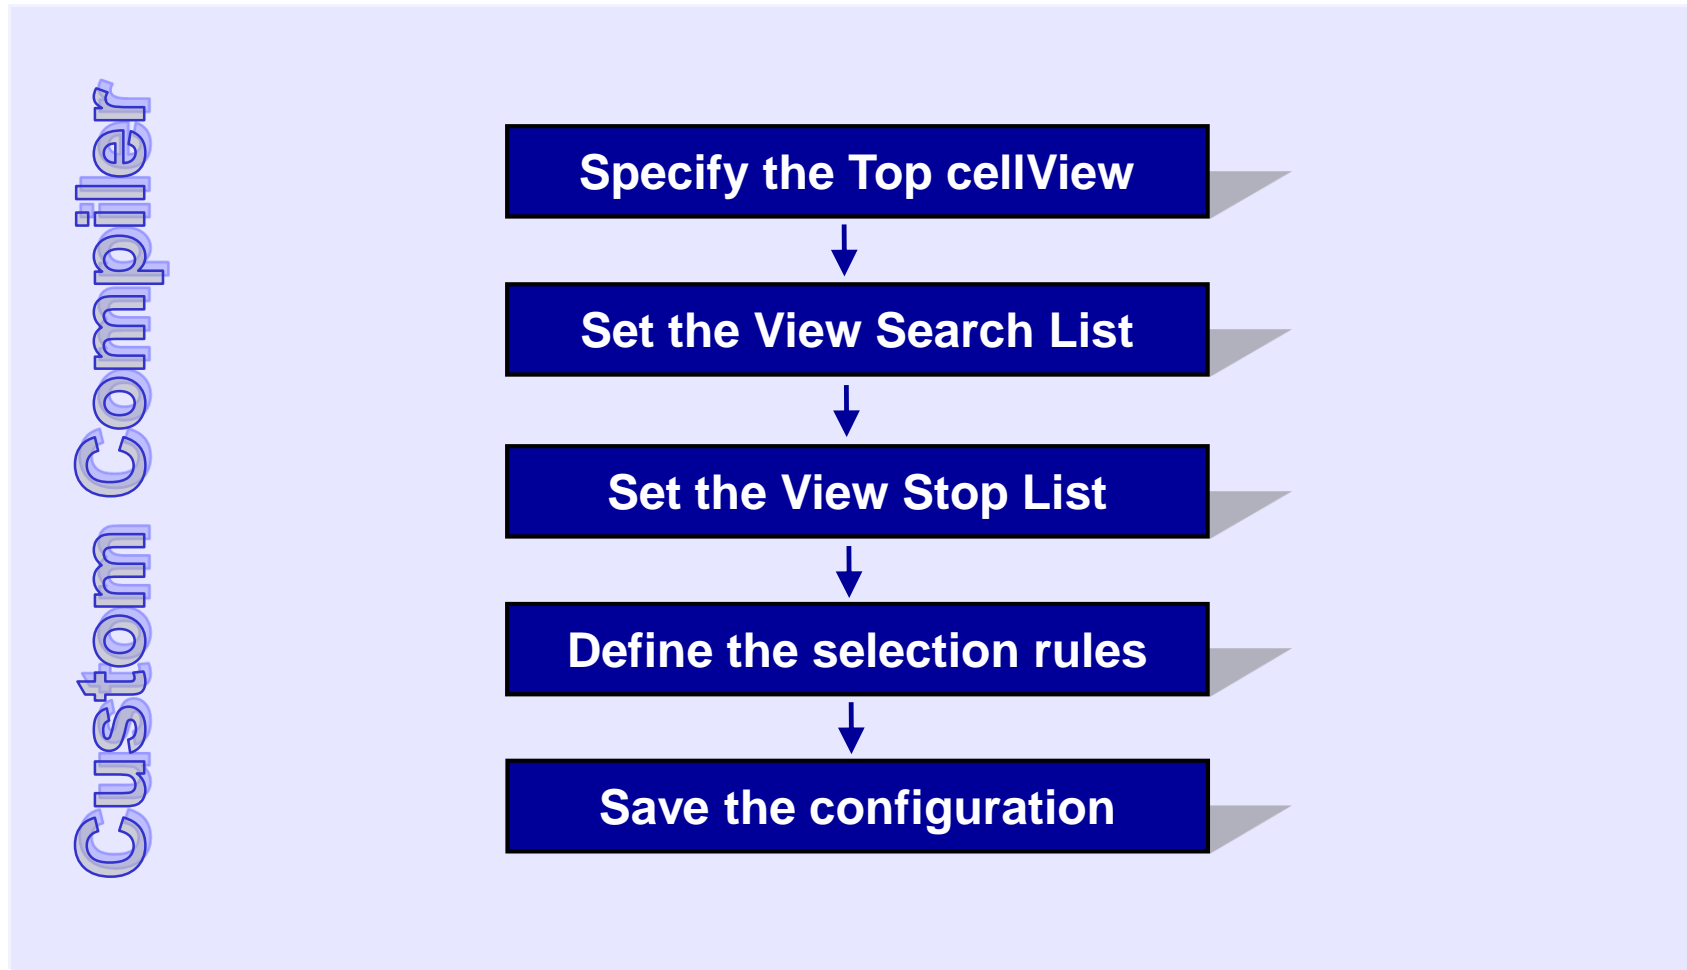 Custom Compiler
Specify the Top cellView
Set the View Search List
Set the View Stop List
Define the selection rules
Save the configuration